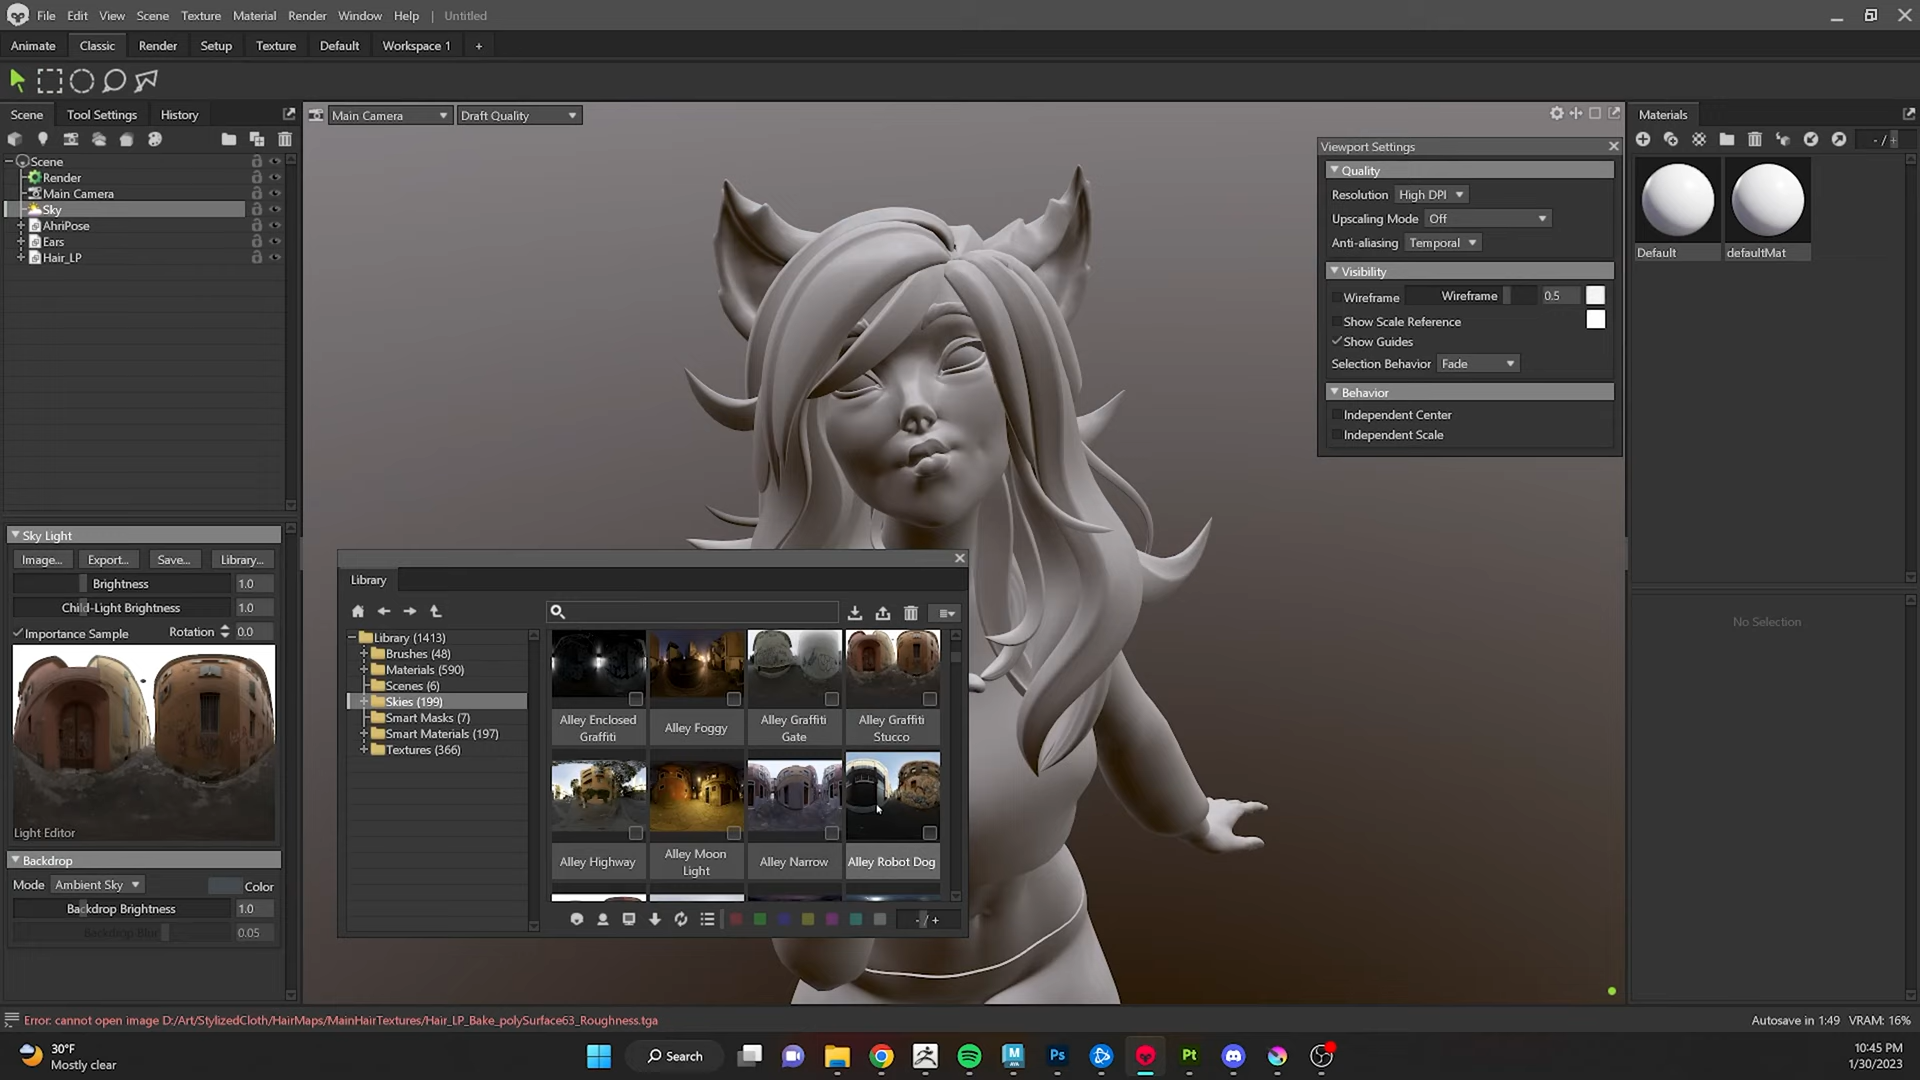 File Edit View Scene Texture Material Render Window Help | Untitled
Animate Classic Render Setup Texture Default Workspace 1 +
Scene Tool Settings History
Main Camera Draft Quality
Materials
- / +
Scene
Render
Main Camera
Sky
AhriPose
Ears
Hair_LP
Viewport Settings
Quality
Resolution High DPI
Upscaling Mode Off
Anti-aliasing Temporal
Visibility
Wireframe Wireframe 0.5
Show Scale Reference
Show Guides
Selection Behavior Fade
Behavior
Independent Center
Independent Scale
Default defaultMat
No Selection
Sky Light
Image... Export... Save... Library...
Brightness 1.0
Child-Light Brightness 1.0
Importance Sample Rotation 0.0
Light Editor
Backdrop
Mode Ambient Sky Color
Backdrop Brightness 1.0
Backdrop Blur 0.05
Library
Library (1413)
Brushes (48)
Materials (590)
Scenes (6)
Skies (199)
Smart Masks (7)
Smart Materials (197)
Textures (366)
Alley Enclosed Graffiti
Alley Foggy
Alley Graffiti Gate
Alley Graffiti Stucco
Alley Highway
Alley Moon Light
Alley Narrow
Alley Robot Dog
- / +
Error: cannot open image D:/Art/StylizedCloth/HairMaps/MainHairTextures/Hair_LP_Bake_polySurface63_Roughness.tga
Autosave in 1:49 VRAM: 16%
30°F
Mostly clear
Search
M
Ps
Pt
10:45 PM
1/30/2023